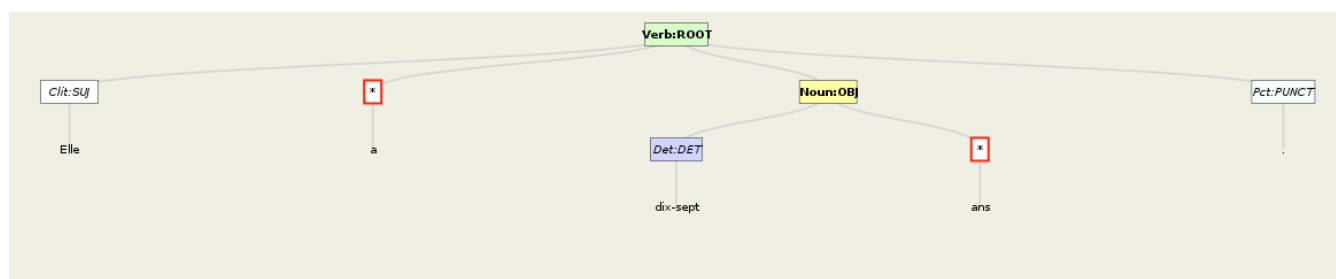 Verb:ROOT
Clit:SUJ * Noun:OBJ Pct:PUNCT
Elle a Det:DET * .
dix-sept ans